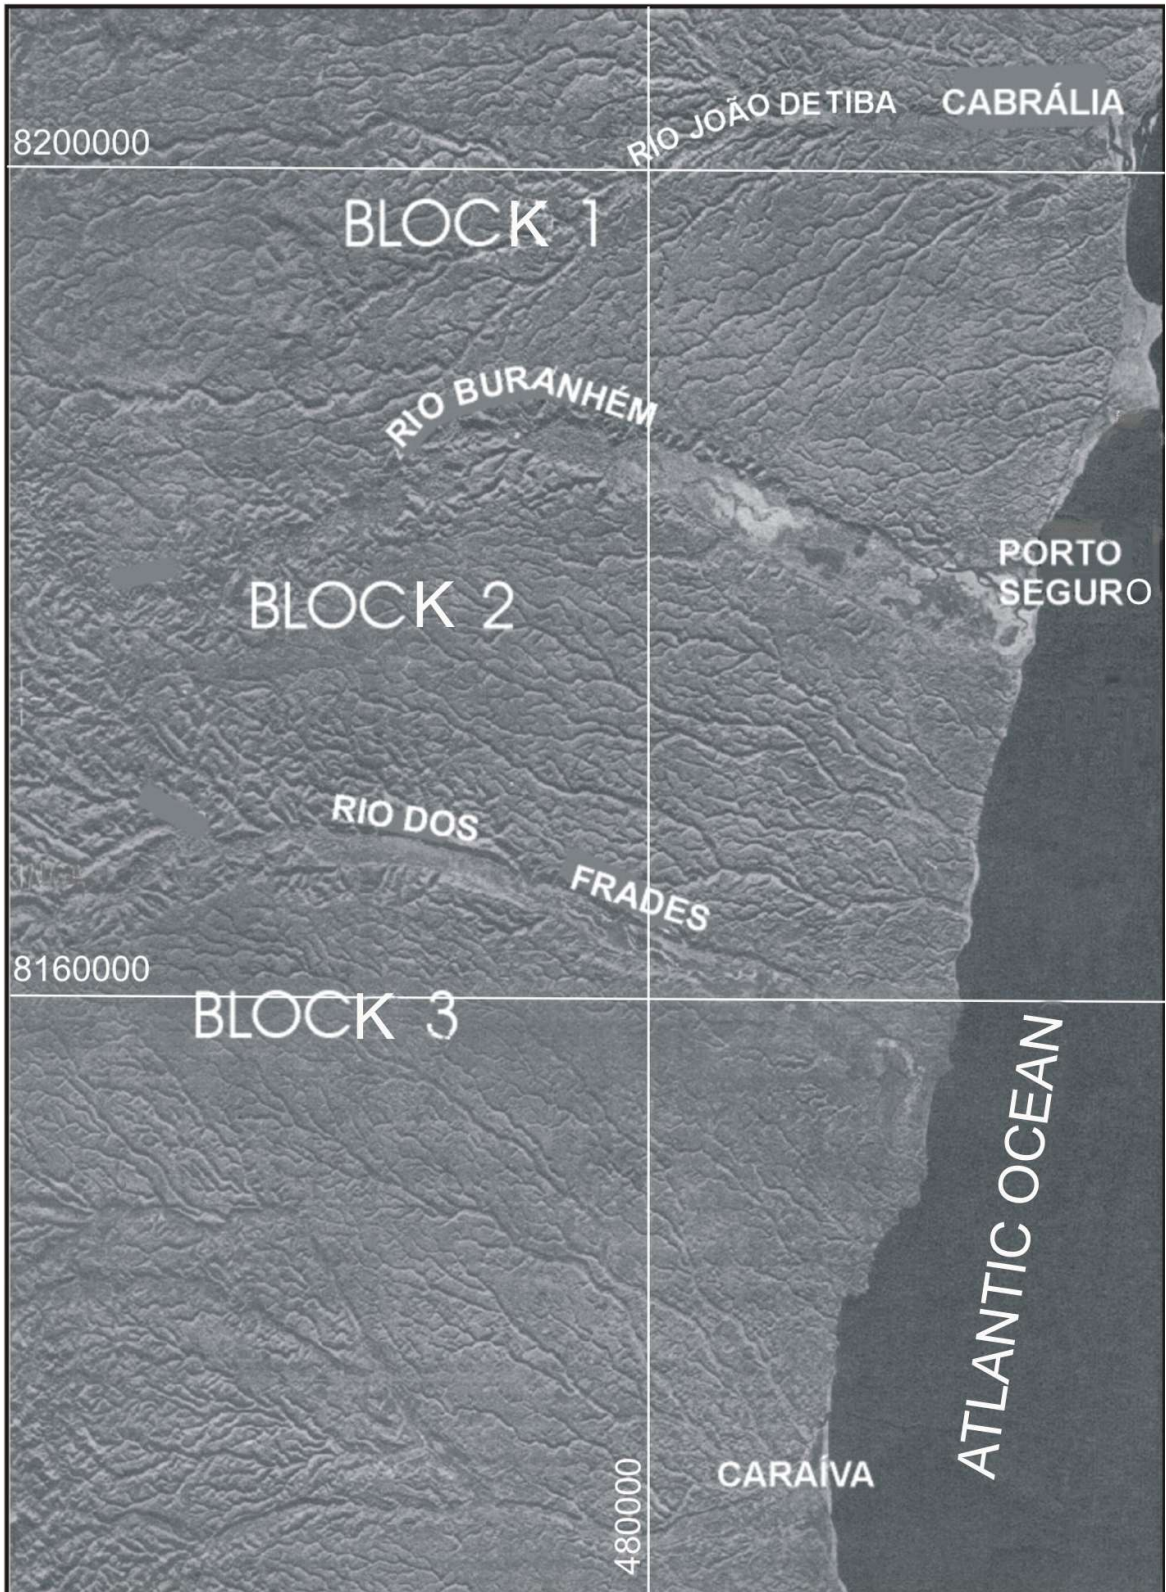 CABRÁLIA
RIO JOÃO DE TIBA
8200000
BLOCK 1
RIO BURANHÉM
PORTO
SEGURO
BLOCK 2
RIO DOS
FRADES
8160000
BLOCK 3
ATLANTIC OCEAN
CARAÍVA
480000